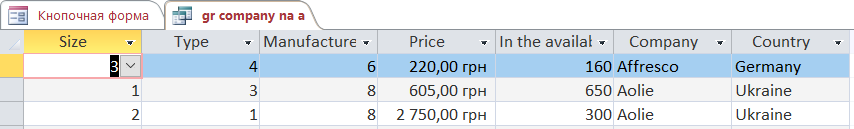 Кнопочная форма gr company na a
Size Type Manufacture Price In the availab Company Country
3 4 6 220,00 грн 160 Affresco Germany
1 3 8 605,00 грн 650 Aolie Ukraine
2 1 8 2 750,00 грн 300 Aolie Ukraine